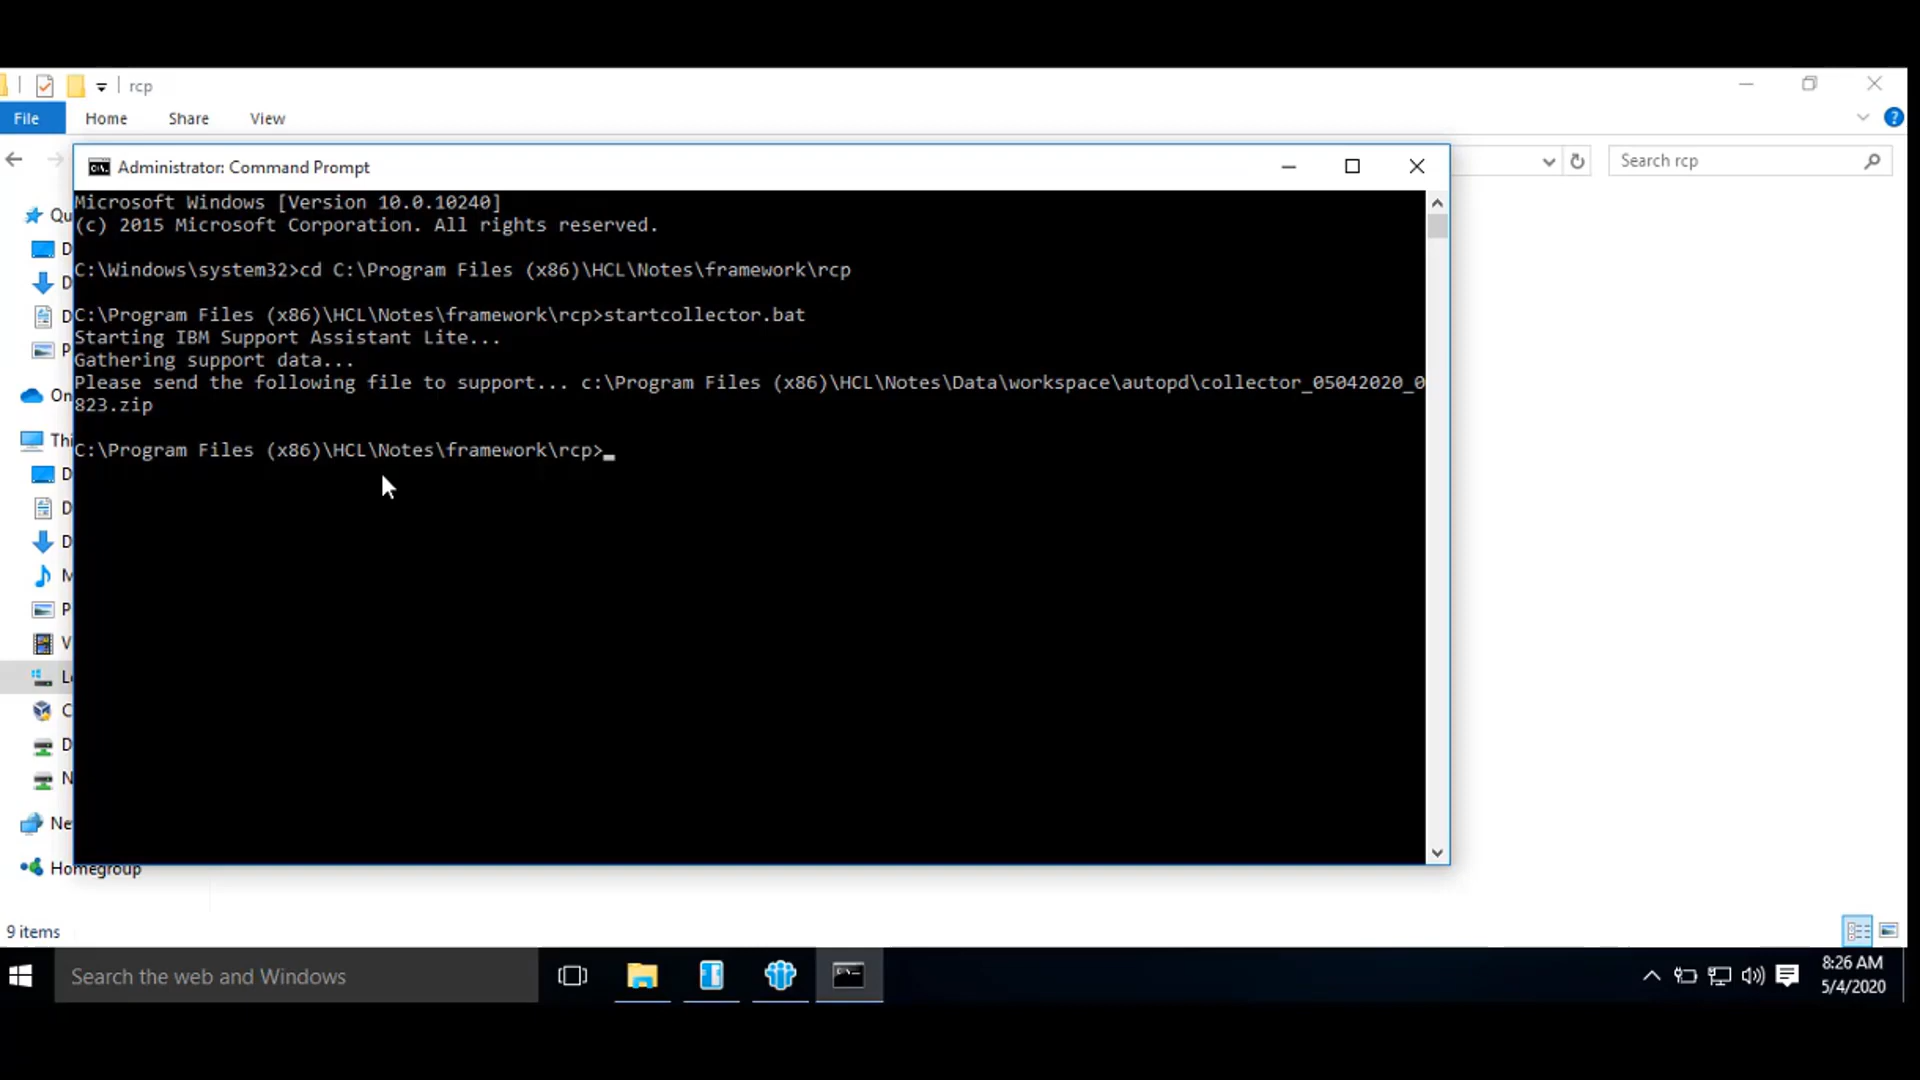 rcp
File Home Share View
Search rcp
Administrator: Command Prompt
Microsoft Windows [Version 10.0.10240]
(c) 2015 Microsoft Corporation. All rights reserved.
C:\Windows\system32>cd C:\Program Files (x86)\HCL\Notes\framework\rcp
C:\Program Files (x86)\HCL\Notes\framework\rcp>startcollector.bat
Starting IBM Support Assistant Lite...
Gathering support data...
Please send the following file to support... c:\Program Files (x86)\HCL\Notes\Data\workspace\autopd\collector_05042020_0
823.zip
C:\Program Files (x86)\HCL\Notes\framework\rcp>_
Homegroup
9 items
Search the web and Windows
8:26 AM
5/4/2020